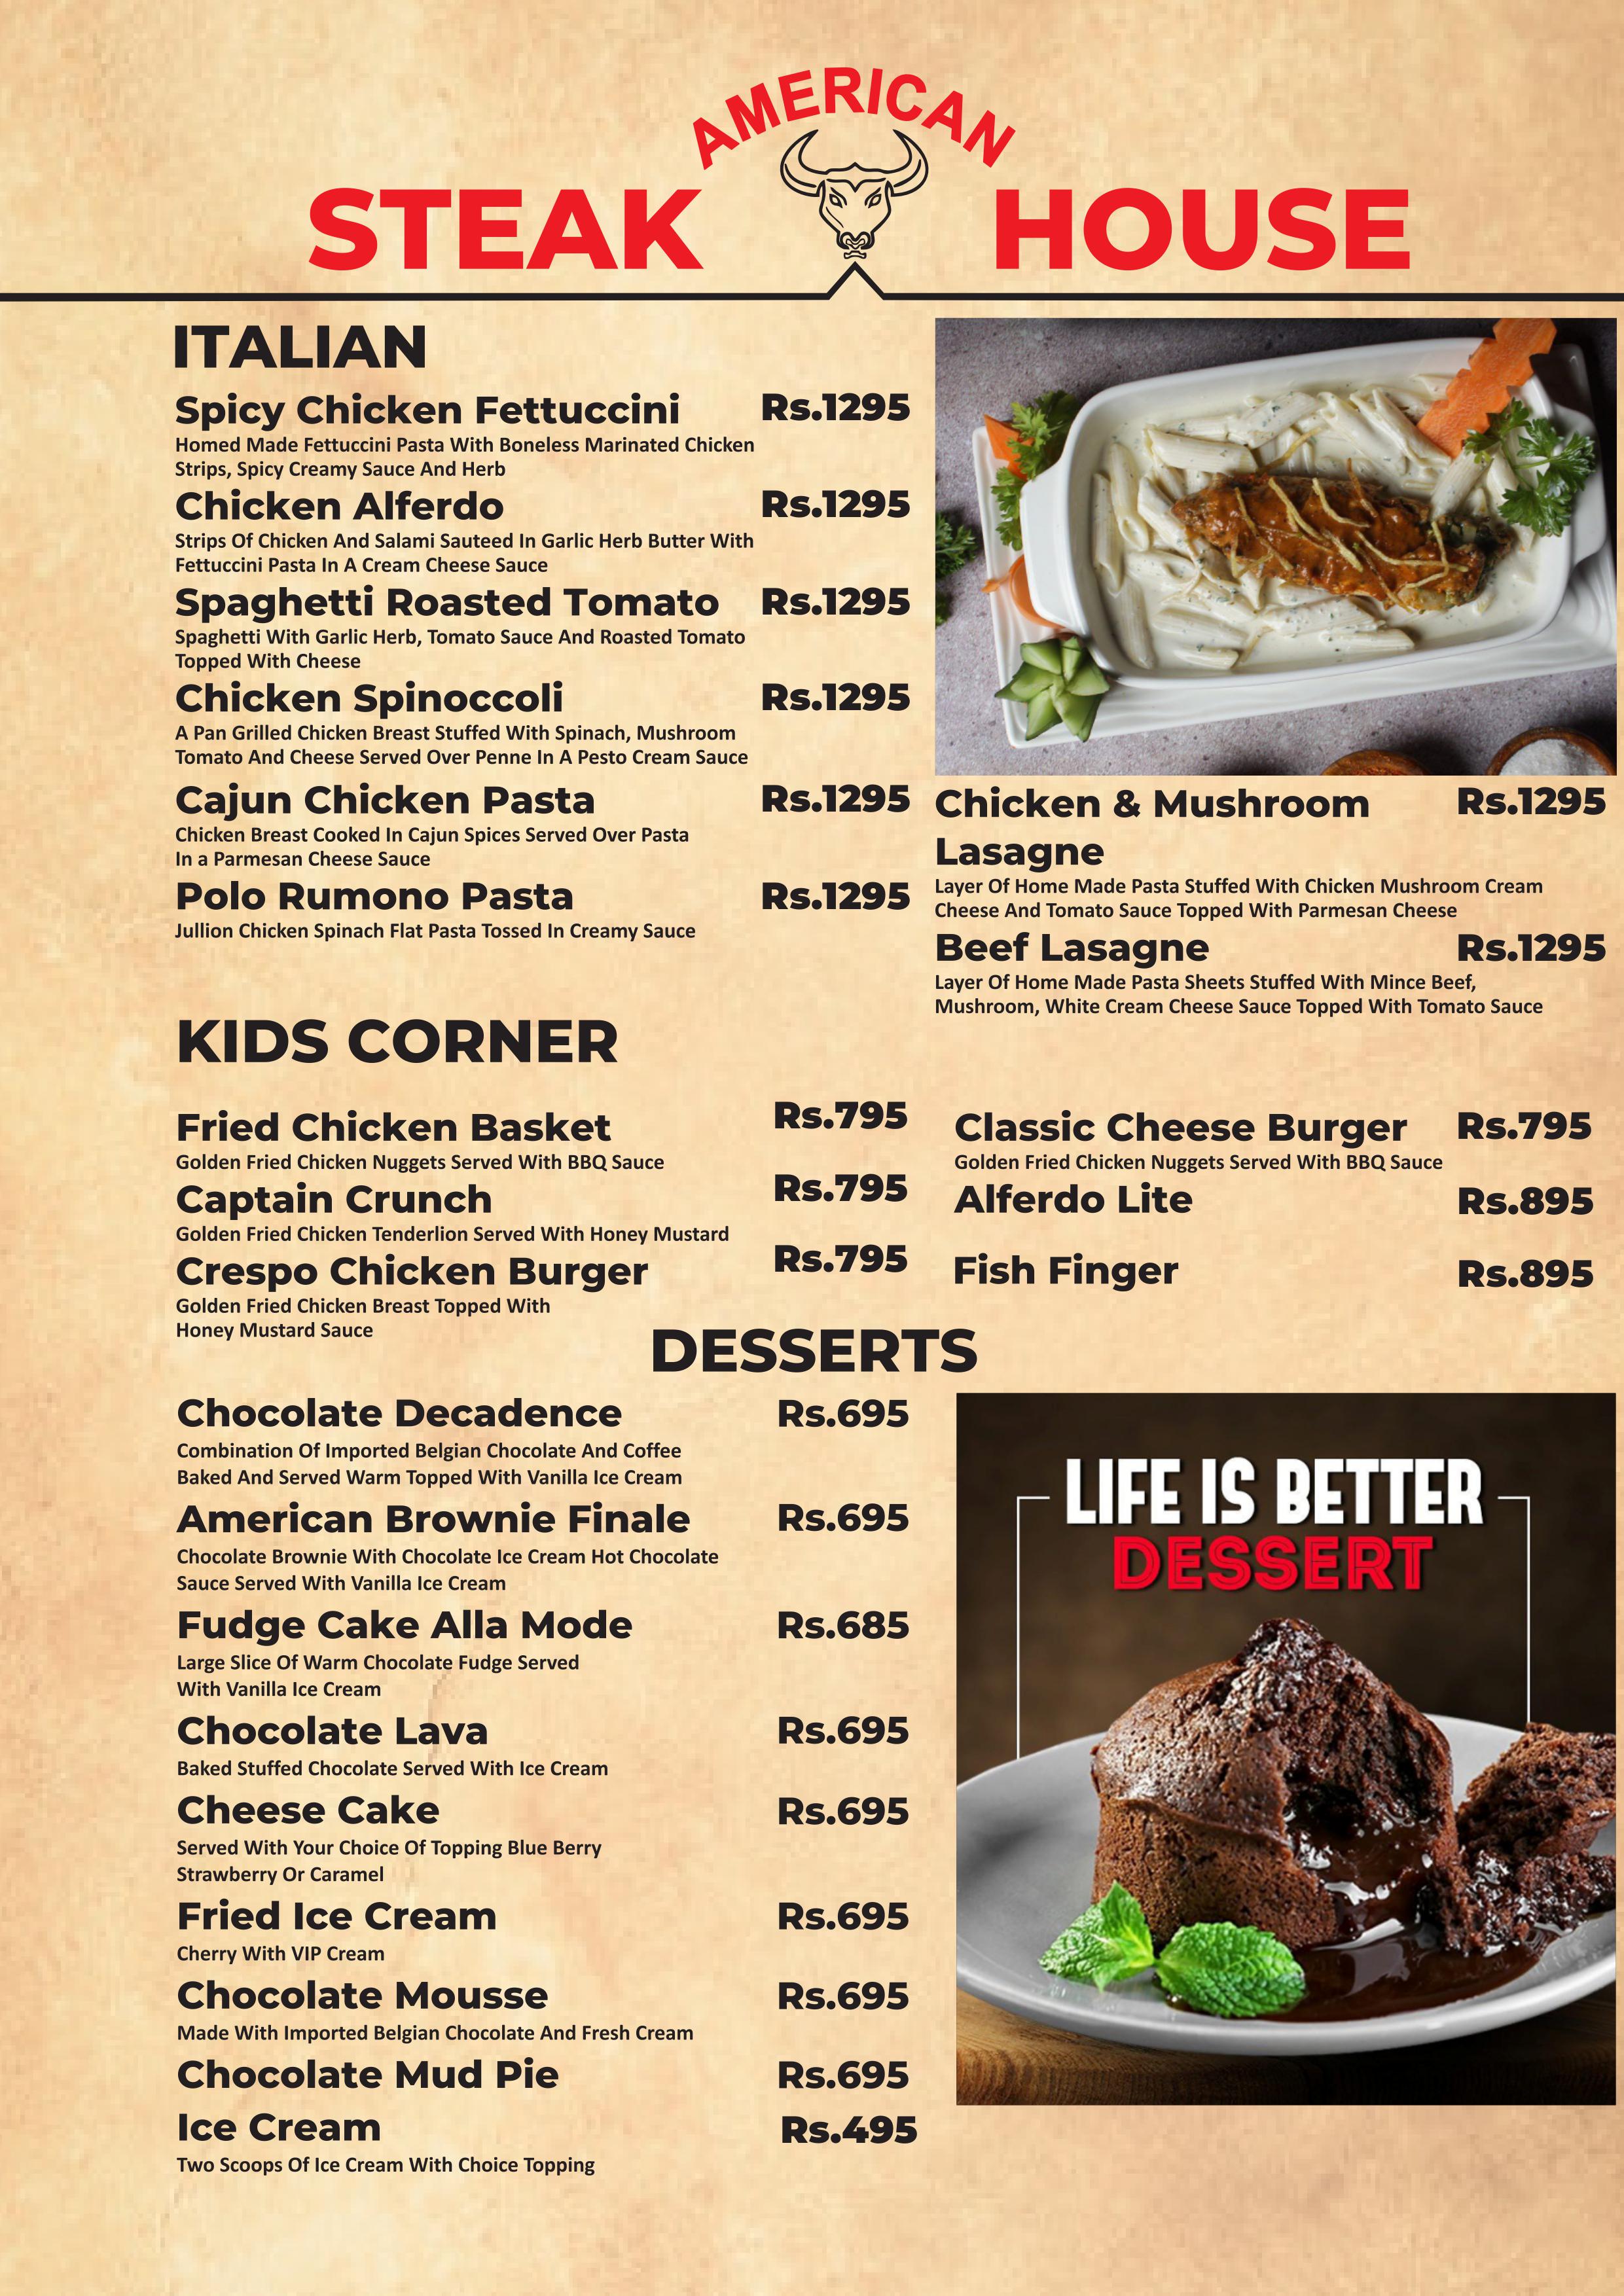 AMERICAN
STEAK HOUSE
ITALIAN
Spicy Chicken Fettuccini Rs.1295
Homed Made Fettuccini Pasta With Boneless Marinated Chicken
Strips, Spicy Creamy Sauce And Herb
Chicken Alferdo Rs.1295
Strips Of Chicken And Salami Sauteed In Garlic Herb Butter With
Fettuccini Pasta In A Cream Cheese Sauce
Spaghetti Roasted Tomato Rs.1295
Spaghetti With Garlic Herb, Tomato Sauce And Roasted Tomato
Topped With Cheese
Chicken Spinoccoli Rs.1295
A Pan Grilled Chicken Breast Stuffed With Spinach, Mushroom
Tomato And Cheese Served Over Penne In A Pesto Cream Sauce
Cajun Chicken Pasta Rs.1295
Chicken Breast Cooked In Cajun Spices Served Over Pasta
In a Parmesan Cheese Sauce
Polo Rumono Pasta Rs.1295
Jullion Chicken Spinach Flat Pasta Tossed In Creamy Sauce
Chicken & Mushroom Rs.1295
Lasagne
Layer Of Home Made Pasta Stuffed With Chicken Mushroom Cream
Cheese And Tomato Sauce Topped With Parmesan Cheese
Beef Lasagne Rs.1295
Layer Of Home Made Pasta Sheets Stuffed With Mince Beef,
Mushroom, White Cream Cheese Sauce Topped With Tomato Sauce
KIDS CORNER
Fried Chicken Basket Rs.795
Golden Fried Chicken Nuggets Served With BBQ Sauce
Captain Crunch Rs.795
Golden Fried Chicken Tenderlion Served With Honey Mustard
Crespo Chicken Burger Rs.795
Golden Fried Chicken Breast Topped With
Honey Mustard Sauce
Classic Cheese Burger Rs.795
Golden Fried Chicken Nuggets Served With BBQ Sauce
Alferdo Lite Rs.895
Fish Finger Rs.895
DESSERTS
Chocolate Decadence Rs.695
Combination Of Imported Belgian Chocolate And Coffee
Baked And Served Warm Topped With Vanilla Ice Cream
American Brownie Finale Rs.695
Chocolate Brownie With Chocolate Ice Cream Hot Chocolate
Sauce Served With Vanilla Ice Cream
Fudge Cake Alla Mode Rs.685
Large Slice Of Warm Chocolate Fudge Served
With Vanilla Ice Cream
Chocolate Lava Rs.695
Baked Stuffed Chocolate Served With Ice Cream
Cheese Cake Rs.695
Served With Your Choice Of Topping Blue Berry
Strawberry Or Caramel
Fried Ice Cream Rs.695
Cherry With VIP Cream
Chocolate Mousse Rs.695
Made With Imported Belgian Chocolate And Fresh Cream
Chocolate Mud Pie Rs.695
Ice Cream Rs.495
Two Scoops Of Ice Cream With Choice Topping
LIFE IS BETTER
DESSERT